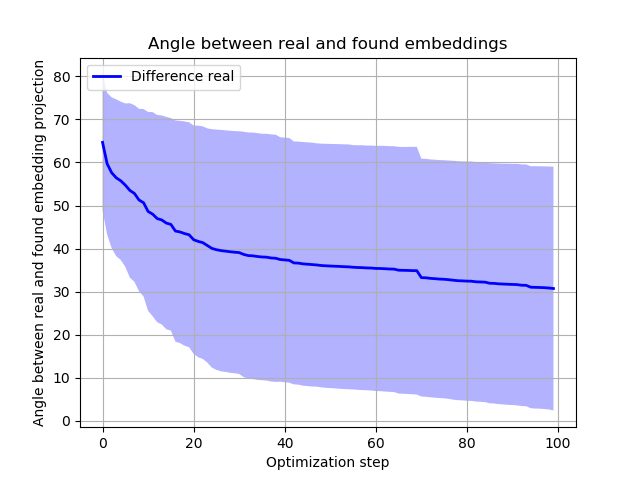 Angle between real and found embeddings
Difference real
Angle between real and found embedding projection
80
70
60
50
40
30
20
10
0
0 20 40 60 80 100
Optimization step